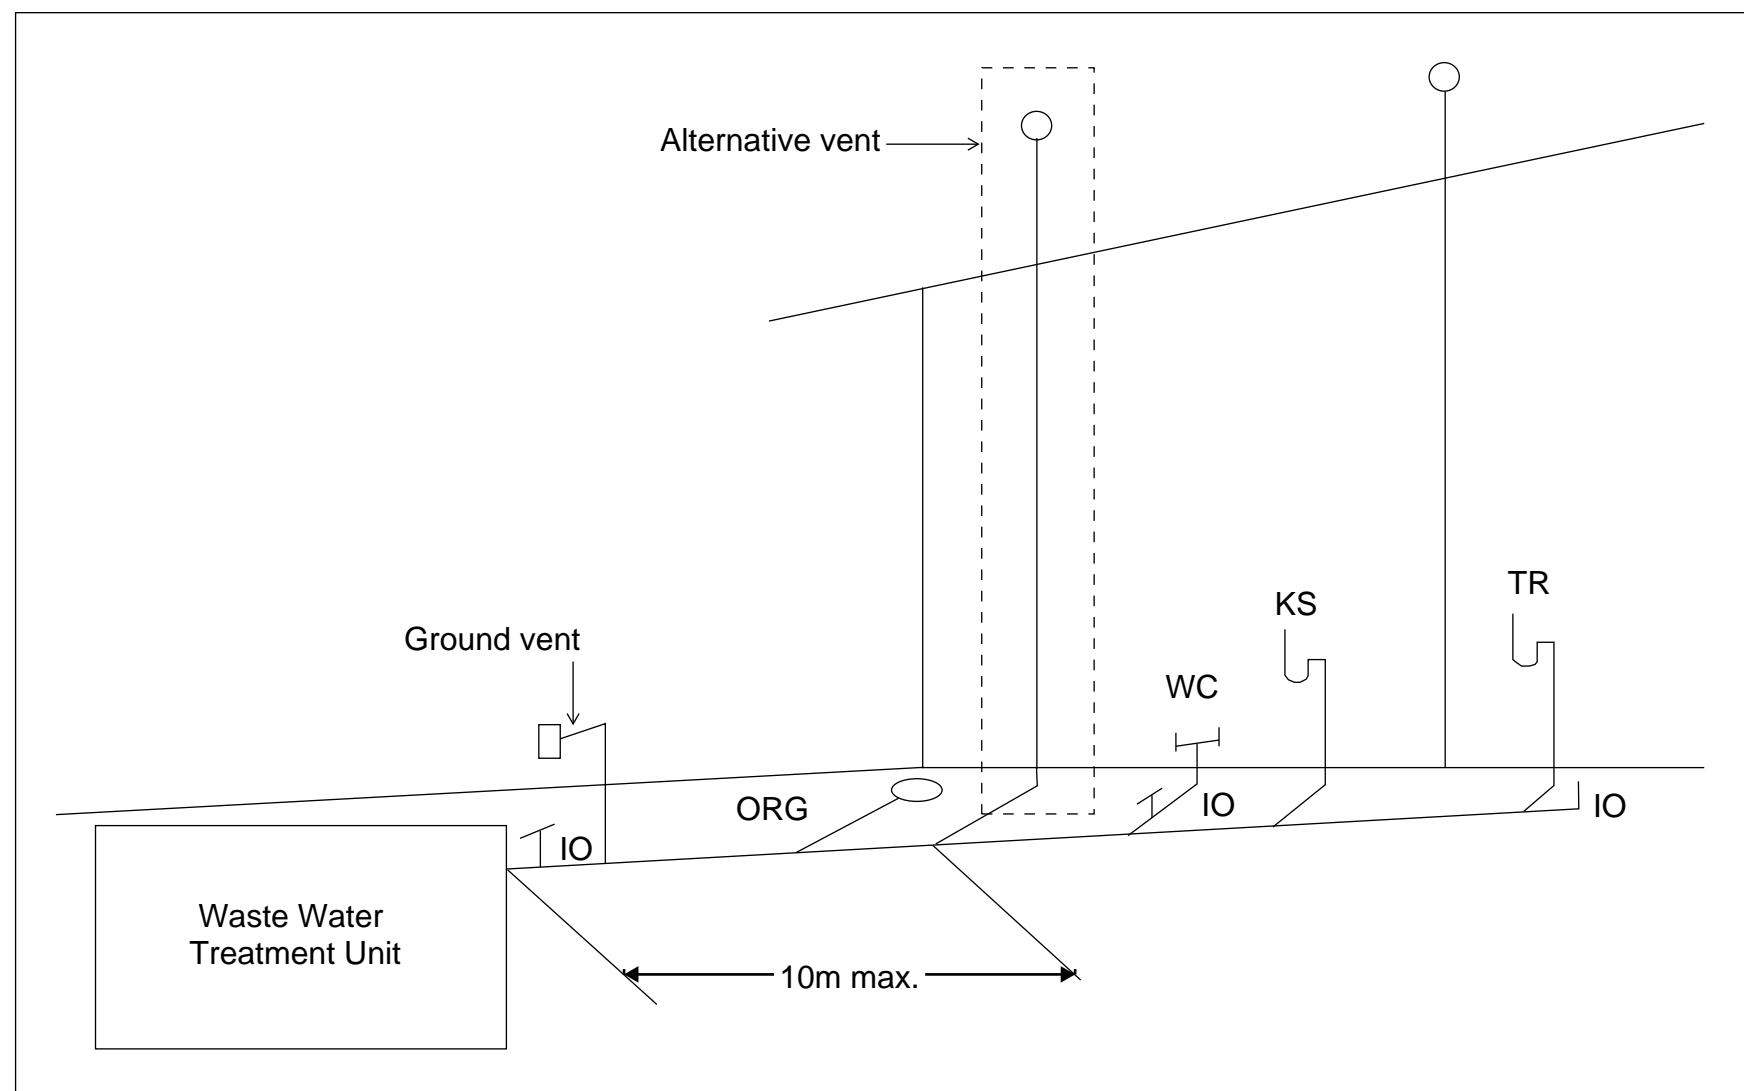 Alternative vent
TR
KS
Ground vent
WC
ORG
IO
IO
IO
Waste Water
Treatment Unit
10m max.